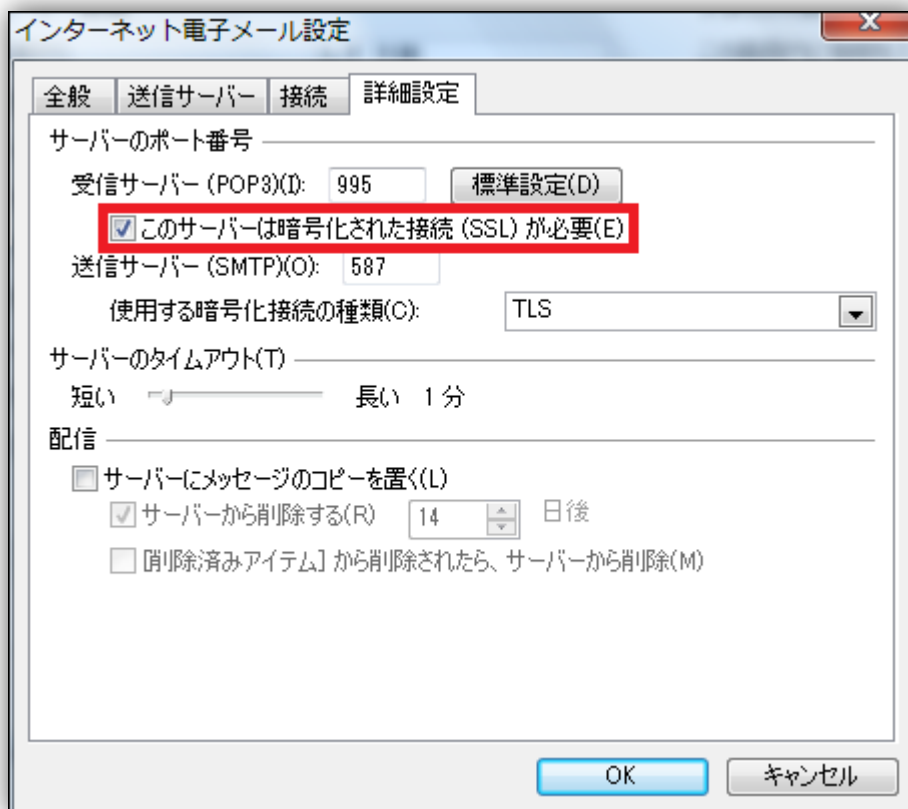 インターネット電子メール設定
全般 送信サーバー 接続 詳細設定
サーバーのポート番号
受信サーバー (POP3)(I): 995 標準設定(D)
このサーバーは暗号化された接続 (SSL) が必要(E)
送信サーバー (SMTP)(O): 587
使用する暗号化接続の種類(C): TLS
サーバーのタイムアウト(T)
短い 長い 1 分
配信
サーバーにメッセージのコピーを置く(L)
サーバーから削除する(R) 14 日後
[削除済みアイテム] から削除されたら、サーバーから削除(M)
OK キャンセル